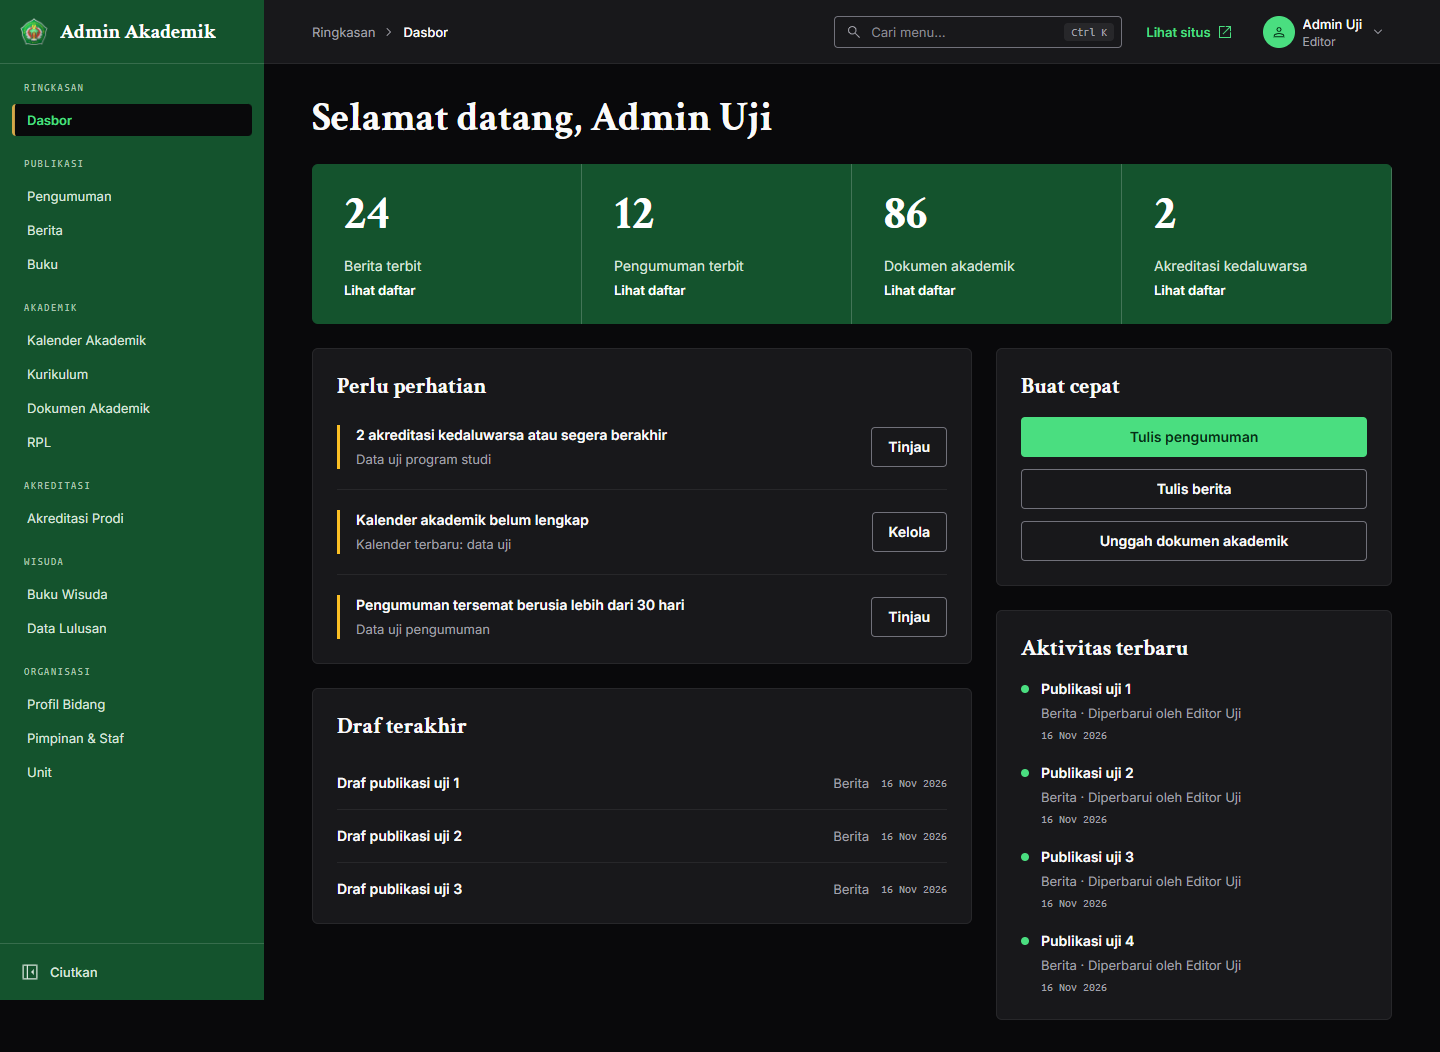 Admin Akademik
RINGKASAN
Dasbor
PUBLIKASI
Pengumuman
Berita
Buku
AKADEMIK
Kalender Akademik
Kurikulum
Dokumen Akademik
RPL
AKREDITASI
Akreditasi Prodi
WISUDA
Buku Wisuda
Data Lulusan
ORGANISASI
Profil Bidang
Pimpinan & Staf
Unit
Ciutkan
Ringkasan > Dasbor
Cari menu...
Ctrl K
Lihat situs
Admin Uji
Editor
Selamat datang, Admin Uji
24
Berita terbit
Lihat daftar
12
Pengumuman terbit
Lihat daftar
86
Dokumen akademik
Lihat daftar
2
Akreditasi kedaluwarsa
Lihat daftar
Perlu perhatian
2 akreditasi kedaluwarsa atau segera berakhir
Data uji program studi
Tinjau
Kalender akademik belum lengkap
Kalender terbaru: data uji
Kelola
Pengumuman tersemat berusia lebih dari 30 hari
Data uji pengumuman
Tinjau
Draf terakhir
Draf publikasi uji 1 Berita 16 Nov 2026
Draf publikasi uji 2 Berita 16 Nov 2026
Draf publikasi uji 3 Berita 16 Nov 2026
Buat cepat
Tulis pengumuman
Tulis berita
Unggah dokumen akademik
Aktivitas terbaru
Publikasi uji 1
Berita · Diperbarui oleh Editor Uji
16 Nov 2026
Publikasi uji 2
Berita · Diperbarui oleh Editor Uji
16 Nov 2026
Publikasi uji 3
Berita · Diperbarui oleh Editor Uji
16 Nov 2026
Publikasi uji 4
Berita · Diperbarui oleh Editor Uji
16 Nov 2026